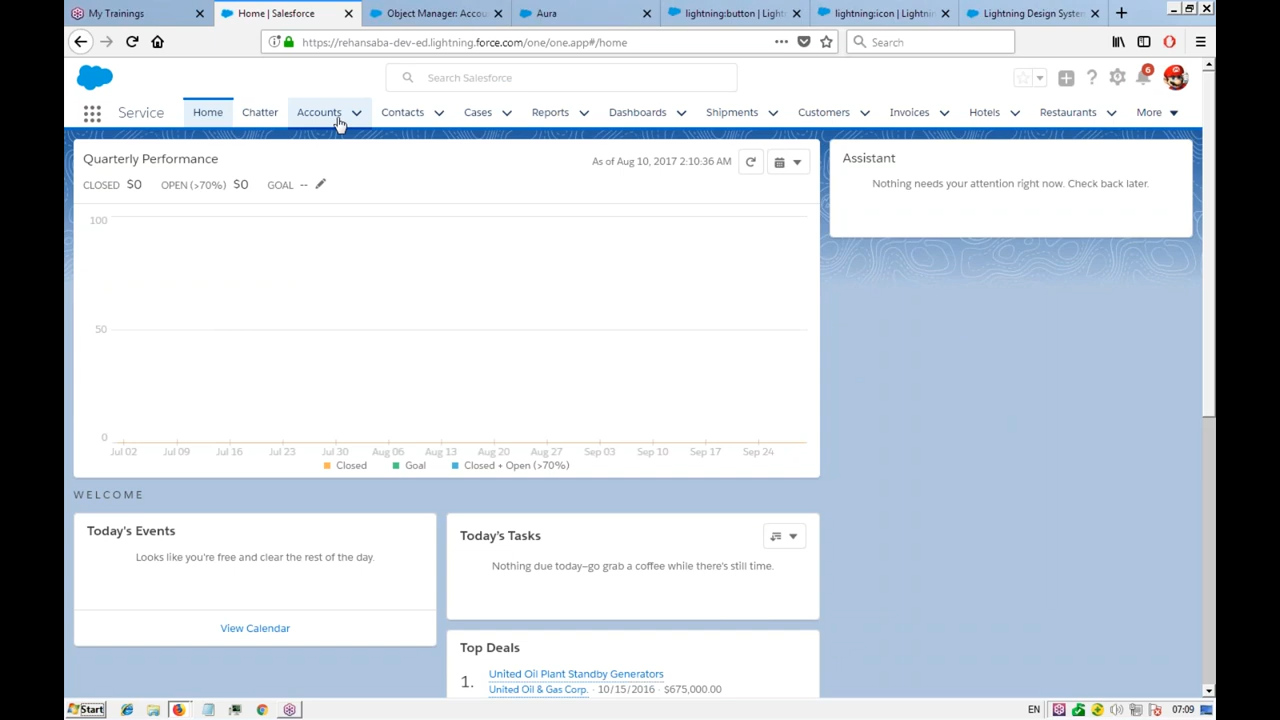 My Trainings
Home | Salesforce
Object Manager: Accou
Aura
lightning:button | Light
lightning:icon | Lightnin
Lightning Design System
https://rehansaba-dev-ed.lightning.force.com/one/one.app#/home
Search
Search Salesforce
6
Service
Home
Chatter
Accounts
Contacts
Cases
Reports
Dashboards
Shipments
Customers
Invoices
Hotels
Restaurants
More
Quarterly Performance
As of Aug 10, 2017 2:10:36 AM
CLOSED $0 OPEN (>70%) $0 GOAL --
100
50
0
Jul 02 Jul 09 Jul 16 Jul 23 Jul 30 Aug 06 Aug 13 Aug 20 Aug 27 Sep 03 Sep 10 Sep 17 Sep 24
Closed Goal Closed + Open (>70%)
Assistant
Nothing needs your attention right now. Check back later.
WELCOME
Today's Events
Looks like you're free and clear the rest of the day.
View Calendar
Today's Tasks
Nothing due today—go grab a coffee while there's still time.
Top Deals
1.
United Oil Plant Standby Generators
United Oil & Gas Corp. · 10/15/2016 · $675,000.00
Start
EN
07:09